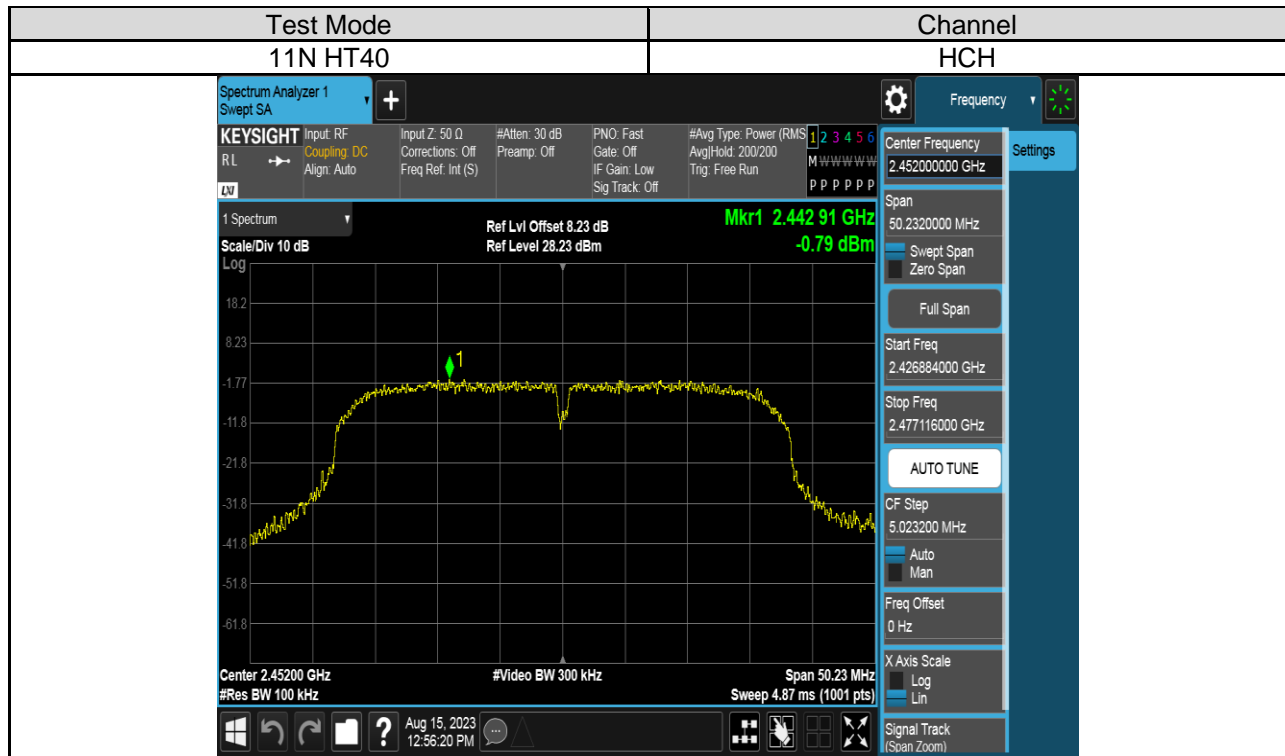 Test Mode Channel
11N HT40 HCH
Spectrum Analyzer 1
Swept SA
+
Frequency
KEYSIGHT
RL
LXI
Input: RF
Coupling: DC
Align: Auto
Input Z: 50 Ω
Corrections: Off
Freq Ref: Int (S)
#Atten: 30 dB
Preamp: Off
PNO: Fast
Gate: Off
IF Gain: Low
Sig Track: Off
#Avg Type: Power (RMS
Avg|Hold: 200/200
Trig: Free Run
1 2 3 4 5 6
M W W W W W
P P P P P P
1 Spectrum
Scale/Div 10 dB
Ref Lvl Offset 8.23 dB
Ref Level 28.23 dBm
Mkr1 2.442 91 GHz
-0.79 dBm
Log
18.2
8.23
-1.77
-11.8
-21.8
-31.8
-41.8
-51.8
-61.8
1
Center 2.45200 GHz
#Res BW 100 kHz
#Video BW 300 kHz
Span 50.23 MHz
Sweep 4.87 ms (1001 pts)
?
Aug 15, 2023
12:56:20 PM
Center Frequency
2.452000000 GHz
Settings
Span
50.2320000 MHz
Swept Span
Zero Span
Full Span
Start Freq
2.426884000 GHz
Stop Freq
2.477116000 GHz
AUTO TUNE
CF Step
5.023200 MHz
Auto
Man
Freq Offset
0 Hz
X Axis Scale
Log
Lin
Signal Track
(Span Zoom)